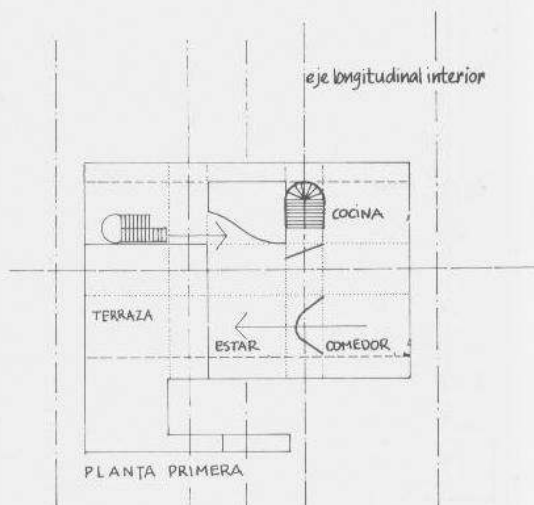 eje longitudinal interior
COCINA
TERRAZA
ESTAR
COMEDOR
PLANTA PRIMERA